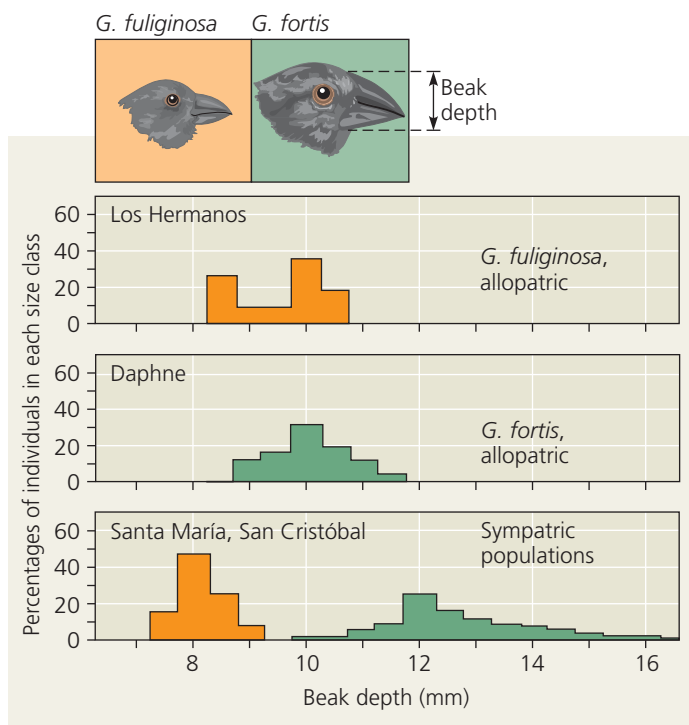 G. fuliginosa G. fortis
Beak
depth
Percentages of individuals in each size class
60
40
20
0
Los Hermanos
G. fuliginosa,
allopatric
60
40
20
0
Daphne
G. fortis,
allopatric
60
40
20
0
Santa María, San Cristóbal
Sympatric
populations
8 10 12 14 16
Beak depth (mm)